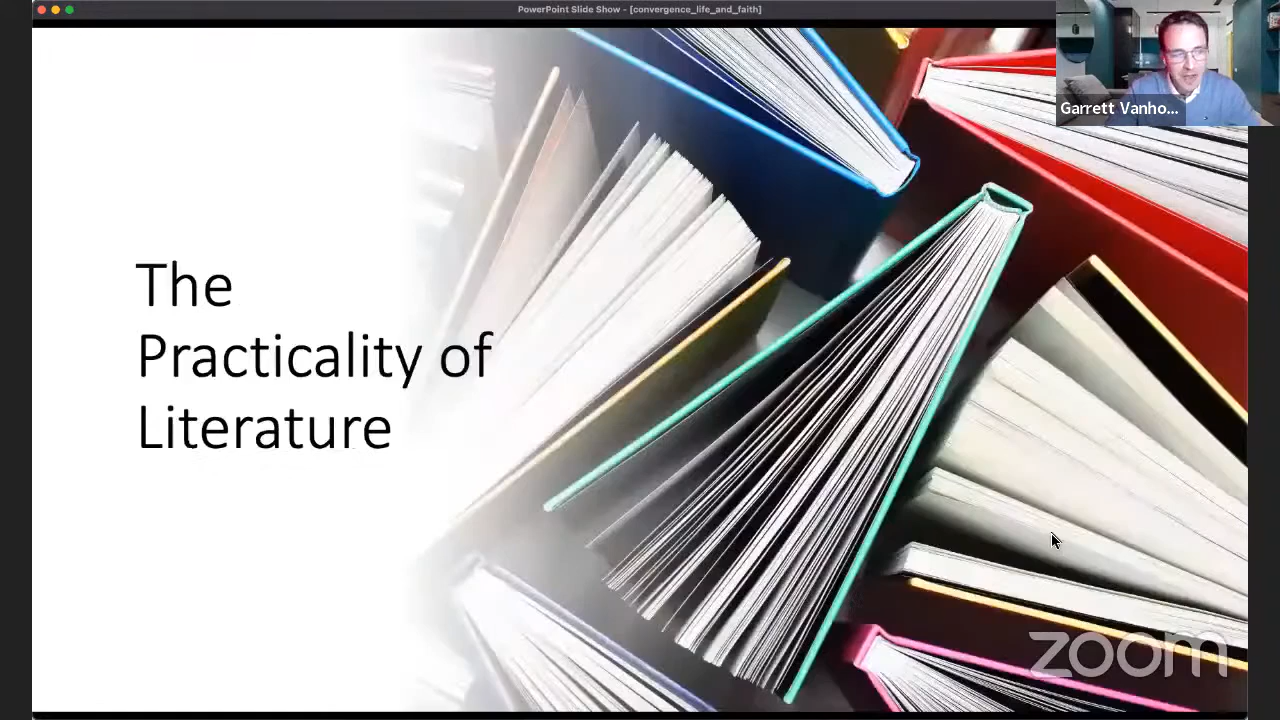 PowerPoint Slide Show - [convergence_life_and_faith]
Garrett Vanho...
The
Practicality of
Literature
zoom